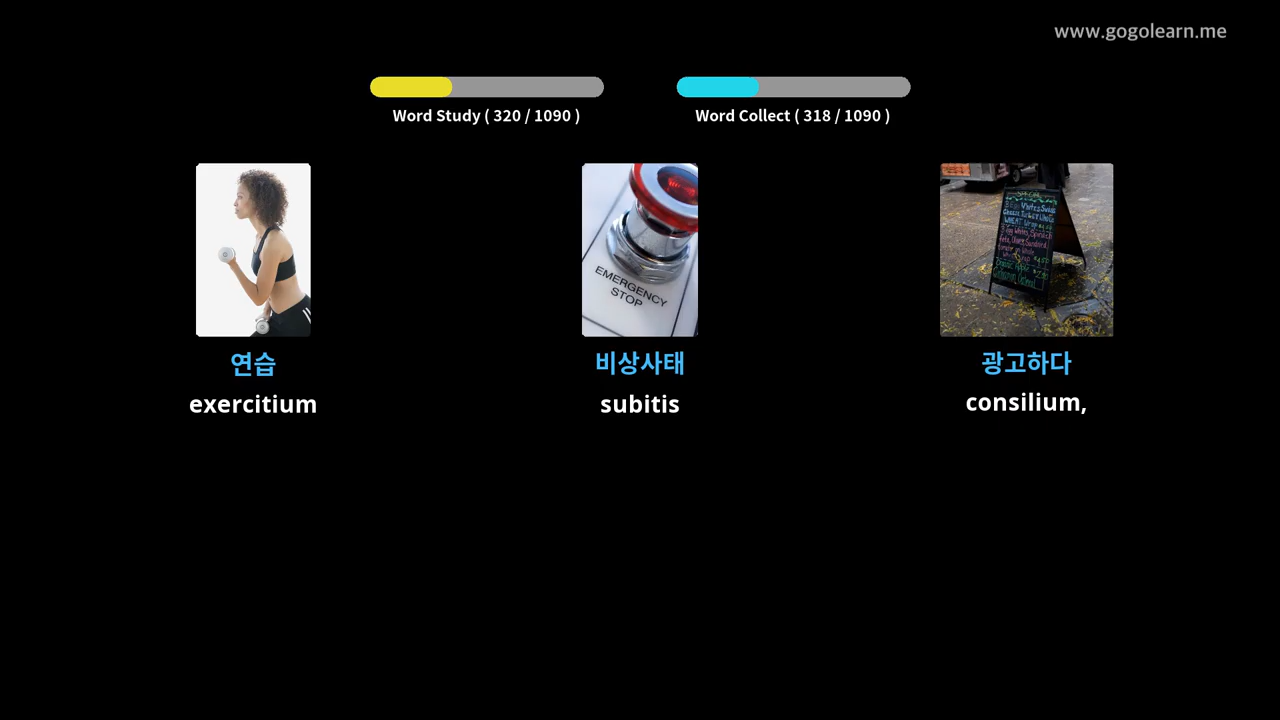 www.gogolearn.me
Word Study ( 320 / 1090 )
Word Collect ( 318 / 1090 )
EMERGENCY
STOP
연습
비상사태
광고하다
exercitium
subitis
consilium,